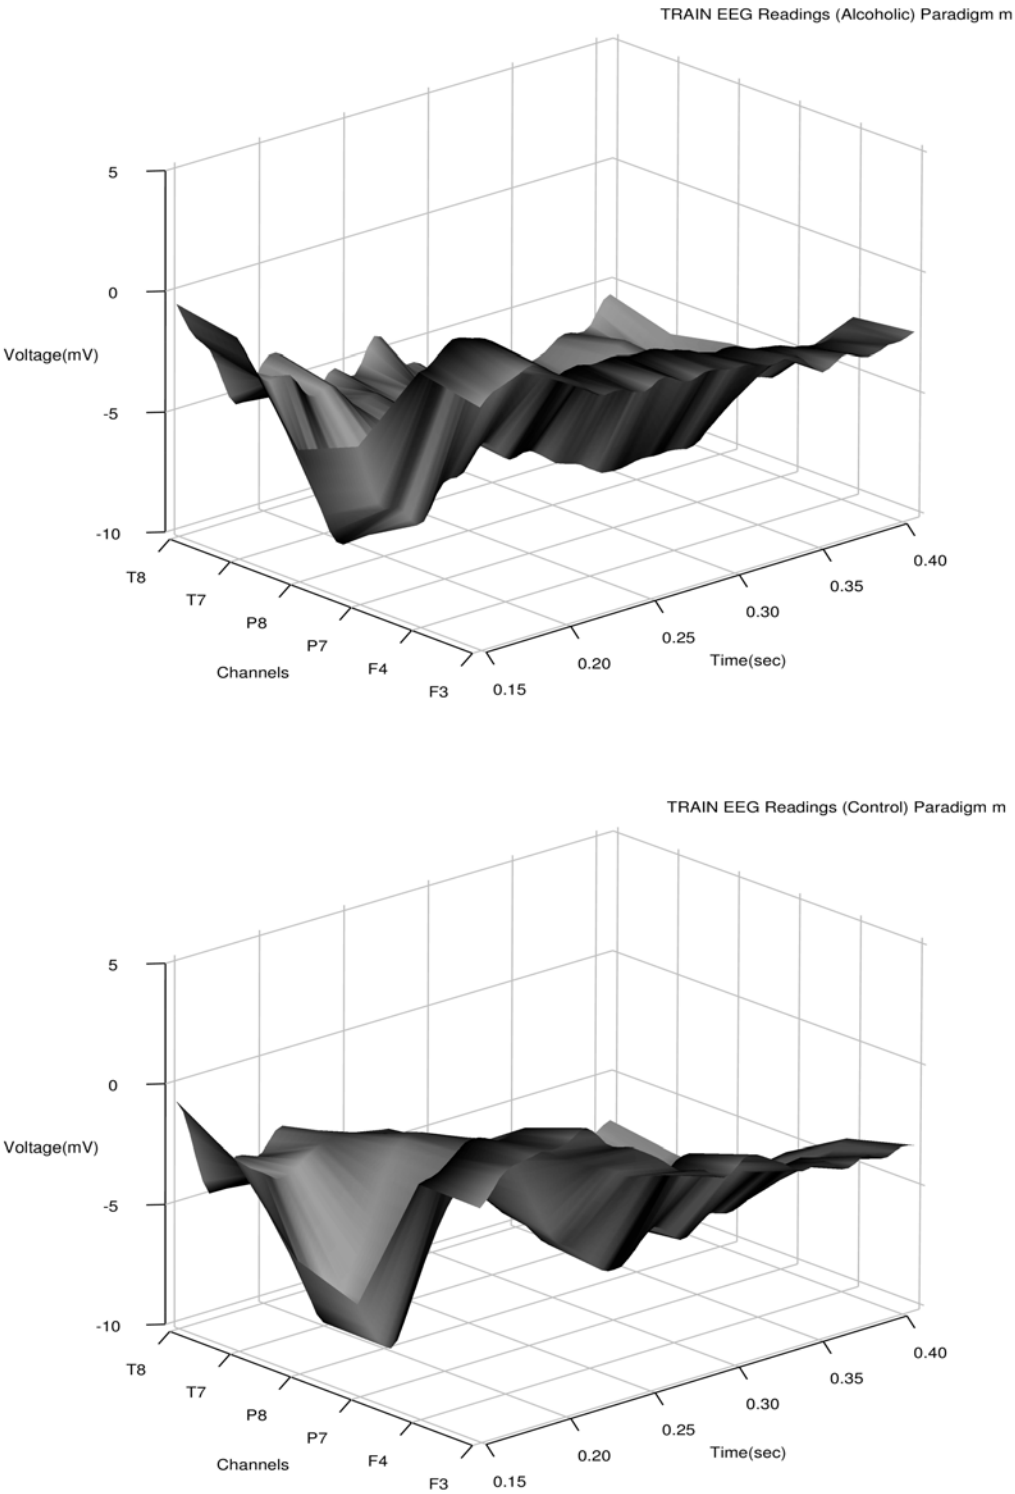 TRAIN EEG Readings (Alcoholic) Paradigm m
5
0
Voltage(mV)
-5
-10
T8
T7
P8
P7
F4
F3
Channels
0.15
0.20
0.25
0.30
0.35
0.40
Time(sec)
TRAIN EEG Readings (Control) Paradigm m
5
0
Voltage(mV)
-5
-10
T8
T7
P8
P7
F4
F3
Channels
0.15
0.20
0.25
0.30
0.35
0.40
Time(sec)